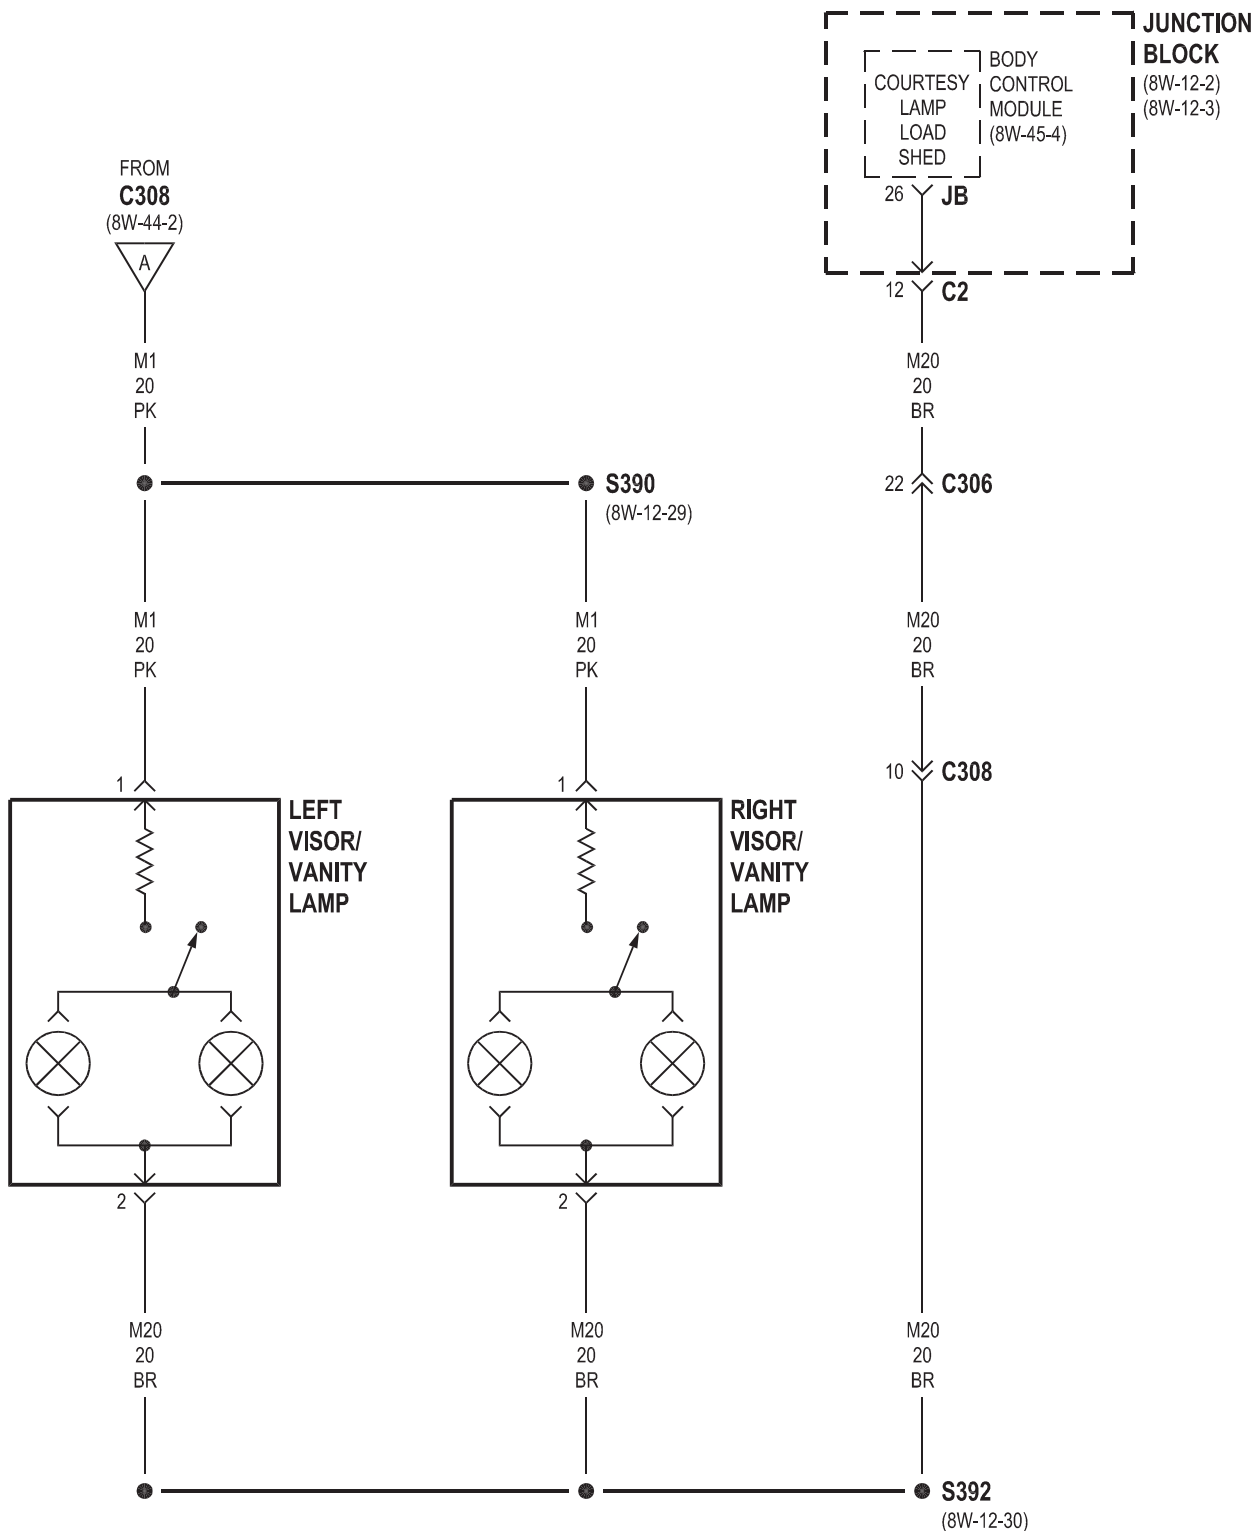 JUNCTION
BLOCK
(8W-12-2)
(8W-12-3)
BODY
CONTROL
MODULE
(8W-45-4)
COURTESY
LAMP
LOAD
SHED
26
JB
12
C2
FROM
C308
(8W-44-2)
A
M1
20
PK
M20
20
BR
S390
(8W-12-29)
22
C306
M1
20
PK
M1
20
PK
M20
20
BR
10
C308
1
LEFT
VISOR/
VANITY
LAMP
1
RIGHT
VISOR/
VANITY
LAMP
2
2
M20
20
BR
M20
20
BR
M20
20
BR
S392
(8W-12-30)